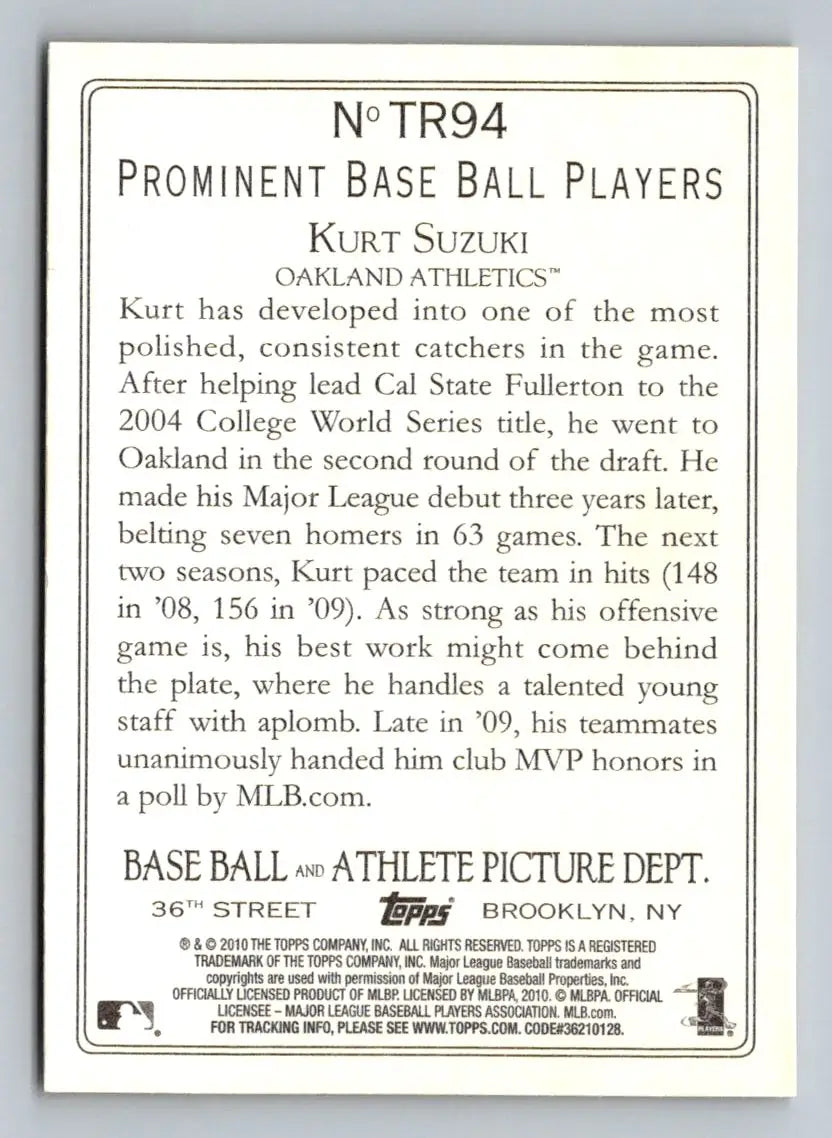 Nº TR94
PROMINENT BASE BALL PLAYERS
KURT SUZUKI
OAKLAND ATHLETICS™
Kurt has developed into one of the most
polished, consistent catchers in the game.
After helping lead Cal State Fullerton to the
2004 College World Series title, he went to
Oakland in the second round of the draft. He
made his Major League debut three years later,
belting seven homers in 63 games. The next
two seasons, Kurt paced the team in hits (148
in ’08, 156 in ’09). As strong as his offensive
game is, his best work might come behind
the plate, where he handles a talented young
staff with aplomb. Late in ’09, his teammates
unanimously handed him club MVP honors in
a poll by MLB.com.
BASE BALL AND ATHLETE PICTURE DEPT.
36TH STREET Topps BROOKLYN, NY
® & © 2010 THE TOPPS COMPANY, INC. ALL RIGHTS RESERVED. TOPPS IS A REGISTERED
TRADEMARK OF THE TOPPS COMPANY, INC. Major League Baseball trademarks and
copyrights are used with permission of Major League Baseball Properties, Inc.
OFFICIALLY LICENSED PRODUCT OF MLBP. LICENSED BY MLBPA, 2010. © MLBPA. OFFICIAL
LICENSEE – MAJOR LEAGUE BASEBALL PLAYERS ASSOCIATION. MLB.com.
FOR TRACKING INFO, PLEASE SEE WWW.TOPPS.COM. CODE#36210128.
PLAYERS